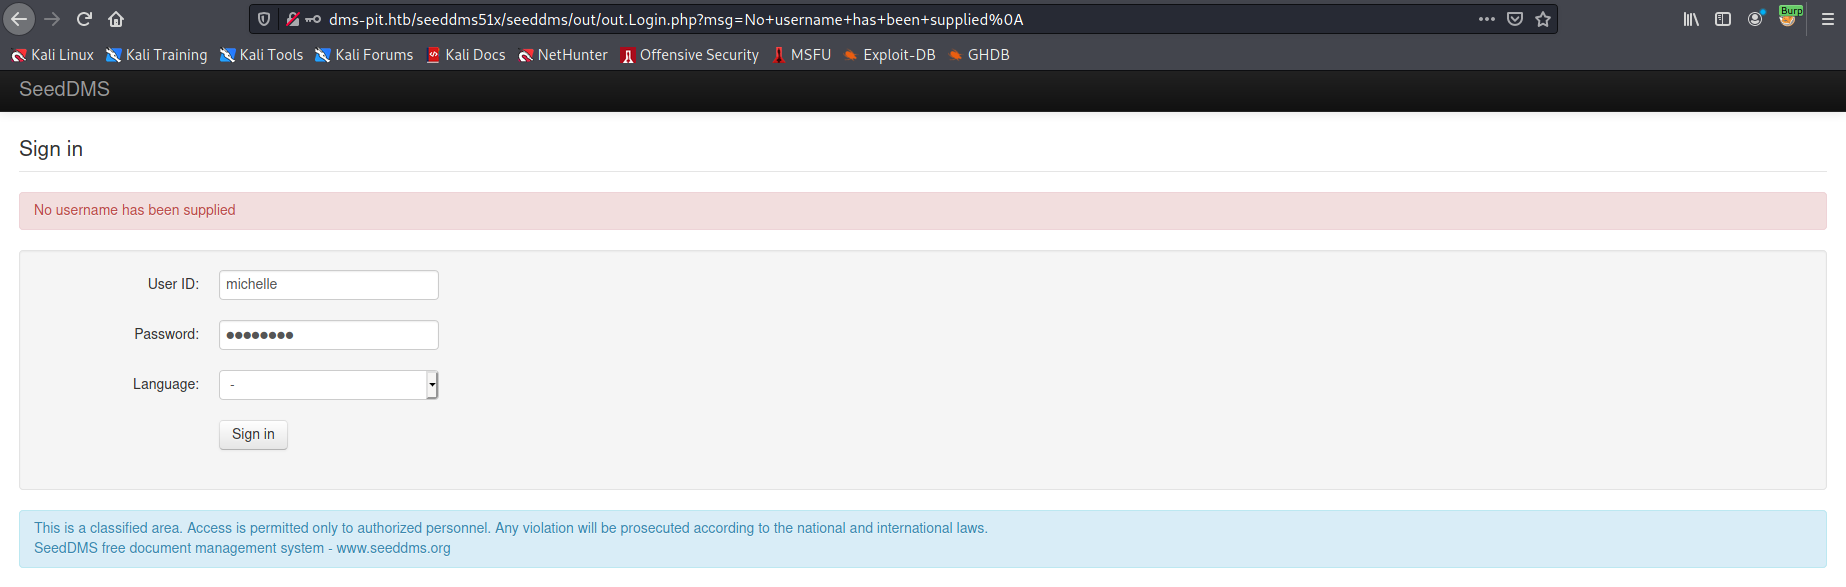 dms-pit.htb/seeddms51x/seeddms/out/out.Login.php?msg=No+username+has+been+supplied%0A
Burp
Kali Linux Kali Training Kali Tools Kali Forums Kali Docs NetHunter Offensive Security MSFU Exploit-DB GHDB
SeedDMS
Sign in
No username has been supplied
User ID: michelle
Password: ●●●●●●●●
Language: -
Sign in
This is a classified area. Access is permitted only to authorized personnel. Any violation will be prosecuted according to the national and international laws.
SeedDMS free document management system - www.seeddms.org